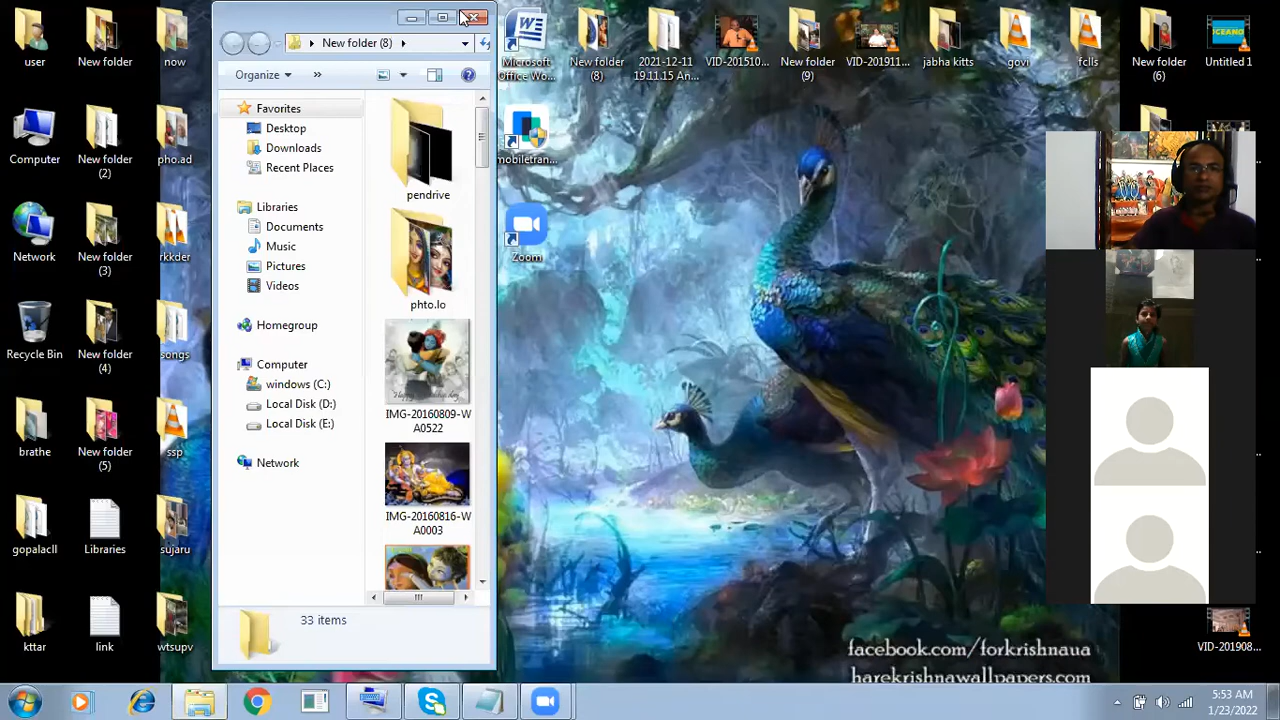 user
New folder
now
Computer
New folder
(2)
pho.ad
Network
New folder
(3)
rkkder
Recycle Bin
New folder
(4)
songs
brathe
New folder
(5)
ssp
gopalacll
Libraries
sujaru
kttar
link
wtsupv
New folder (8)
Organize
Favorites
Desktop
Downloads
Recent Places
Libraries
Documents
Music
Pictures
Videos
Homegroup
Computer
windows (C:)
Local Disk (D:)
Local Disk (E:)
Network
pendrive
phto.lo
IMG-20160809-W
A0522
IMG-20160816-W
A0003
33 items
Microsoft
Office Wo...
New folder
(8)
2021-12-11
19.11.15 An...
VID-201510...
New folder
(9)
VID-201911...
jabha kitts
govi
fclls
New folder
(6)
Untitled 1
mobiletran...
Zoom
VID-201908...
facebook.com/forkrishnaua
harekrishnawallpapers.com
5:53 AM
1/23/2022